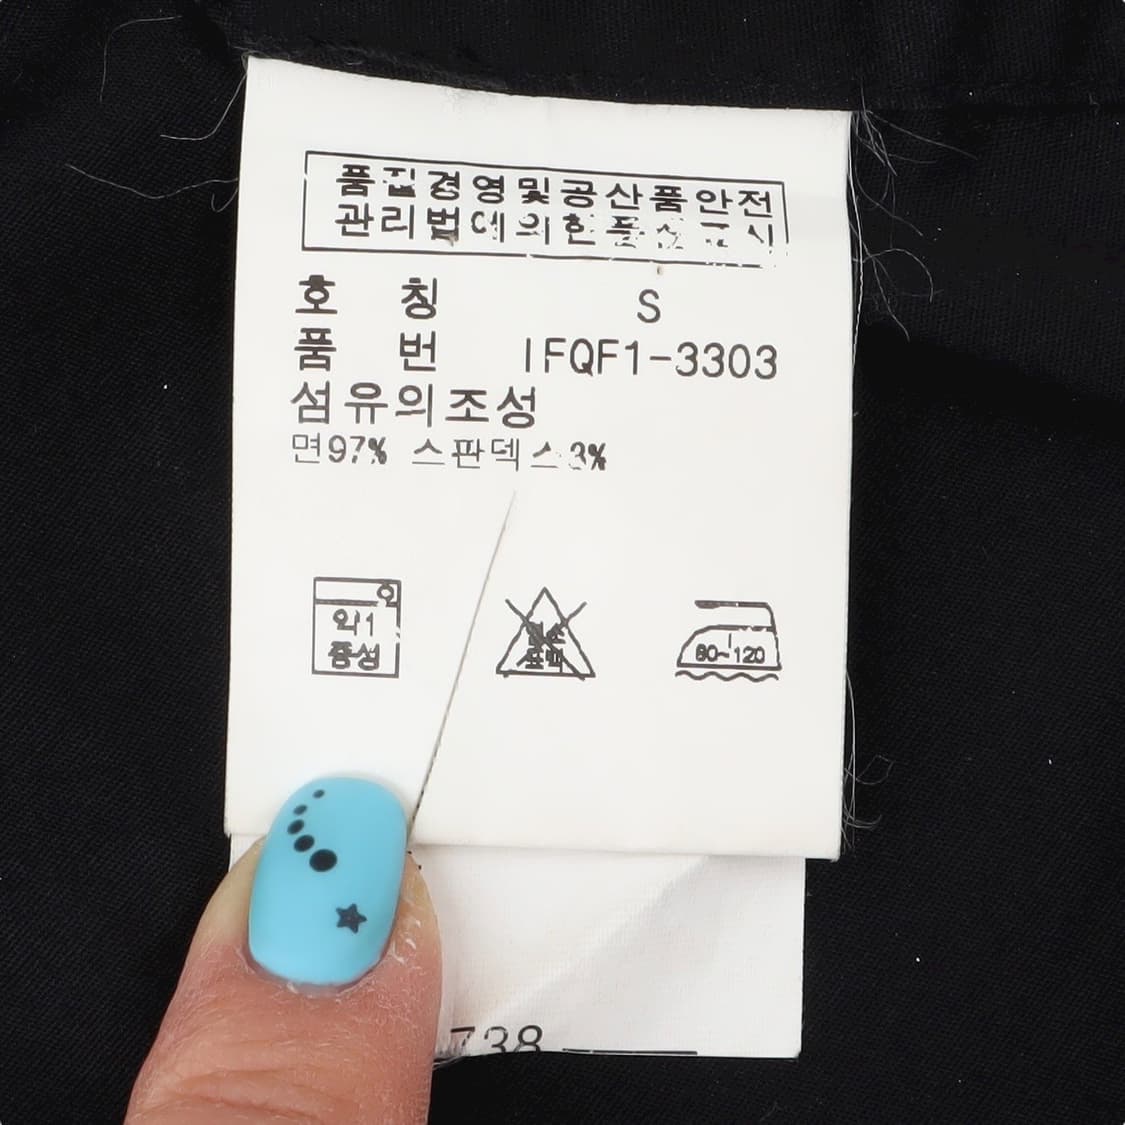 품질경영및공산품안전
관리법에의한품질표시
호 칭 S
품 번 IFQF1-3303
섬유의조성
면97% 스판덱스3%
약1
중성
80~120
738